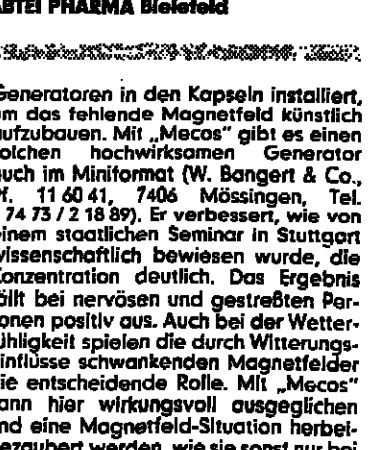 ABTEI PHARMA Bielefeld
Generatoren in den Kapseln installiert,
um das fehlende Magnetfeld künstlich
aufzubauen. Mit „Mecos" gibt es einen
solchen hochwirksamen Generator
auch im Miniformat (W. Bangert & Co.,
Pf. 11 60 41, 7406 Mössingen, Tel.
74 73 / 2 18 89). Er verbessert, wie von
einem staatlichen Seminar in Stuttgart
wissenschaftlich bewiesen wurde, die
Konzentration deutlich. Das Ergebnis
fällt bei nervösen und gestreßten Per-
sonen positiv aus. Auch bei der Wetter-
fühligkeit spielen die durch Witterungs-
einflüsse schwankenden Magnetfelder
die entscheidende Rolle. Mit „Mecos"
kann hier wirkungsvoll ausgeglichen
und eine Magnetfeld-Situation herbei-
gezaubert werden, wie sie sonst nur bei